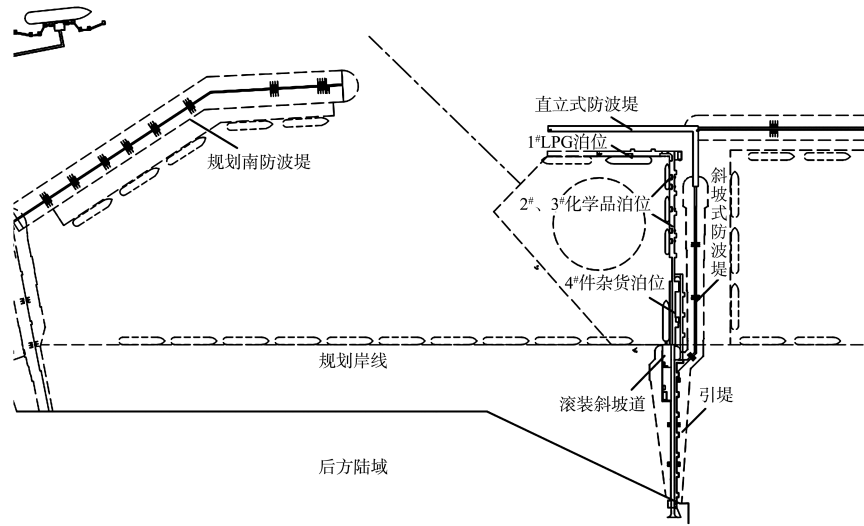 直立式防波堤
1#LPG泊位
规划南防波堤
斜坡式防波堤
2#、3#化学品泊位
4#件杂货泊位
规划岸线
滚装斜坡道
引堤
后方陆域